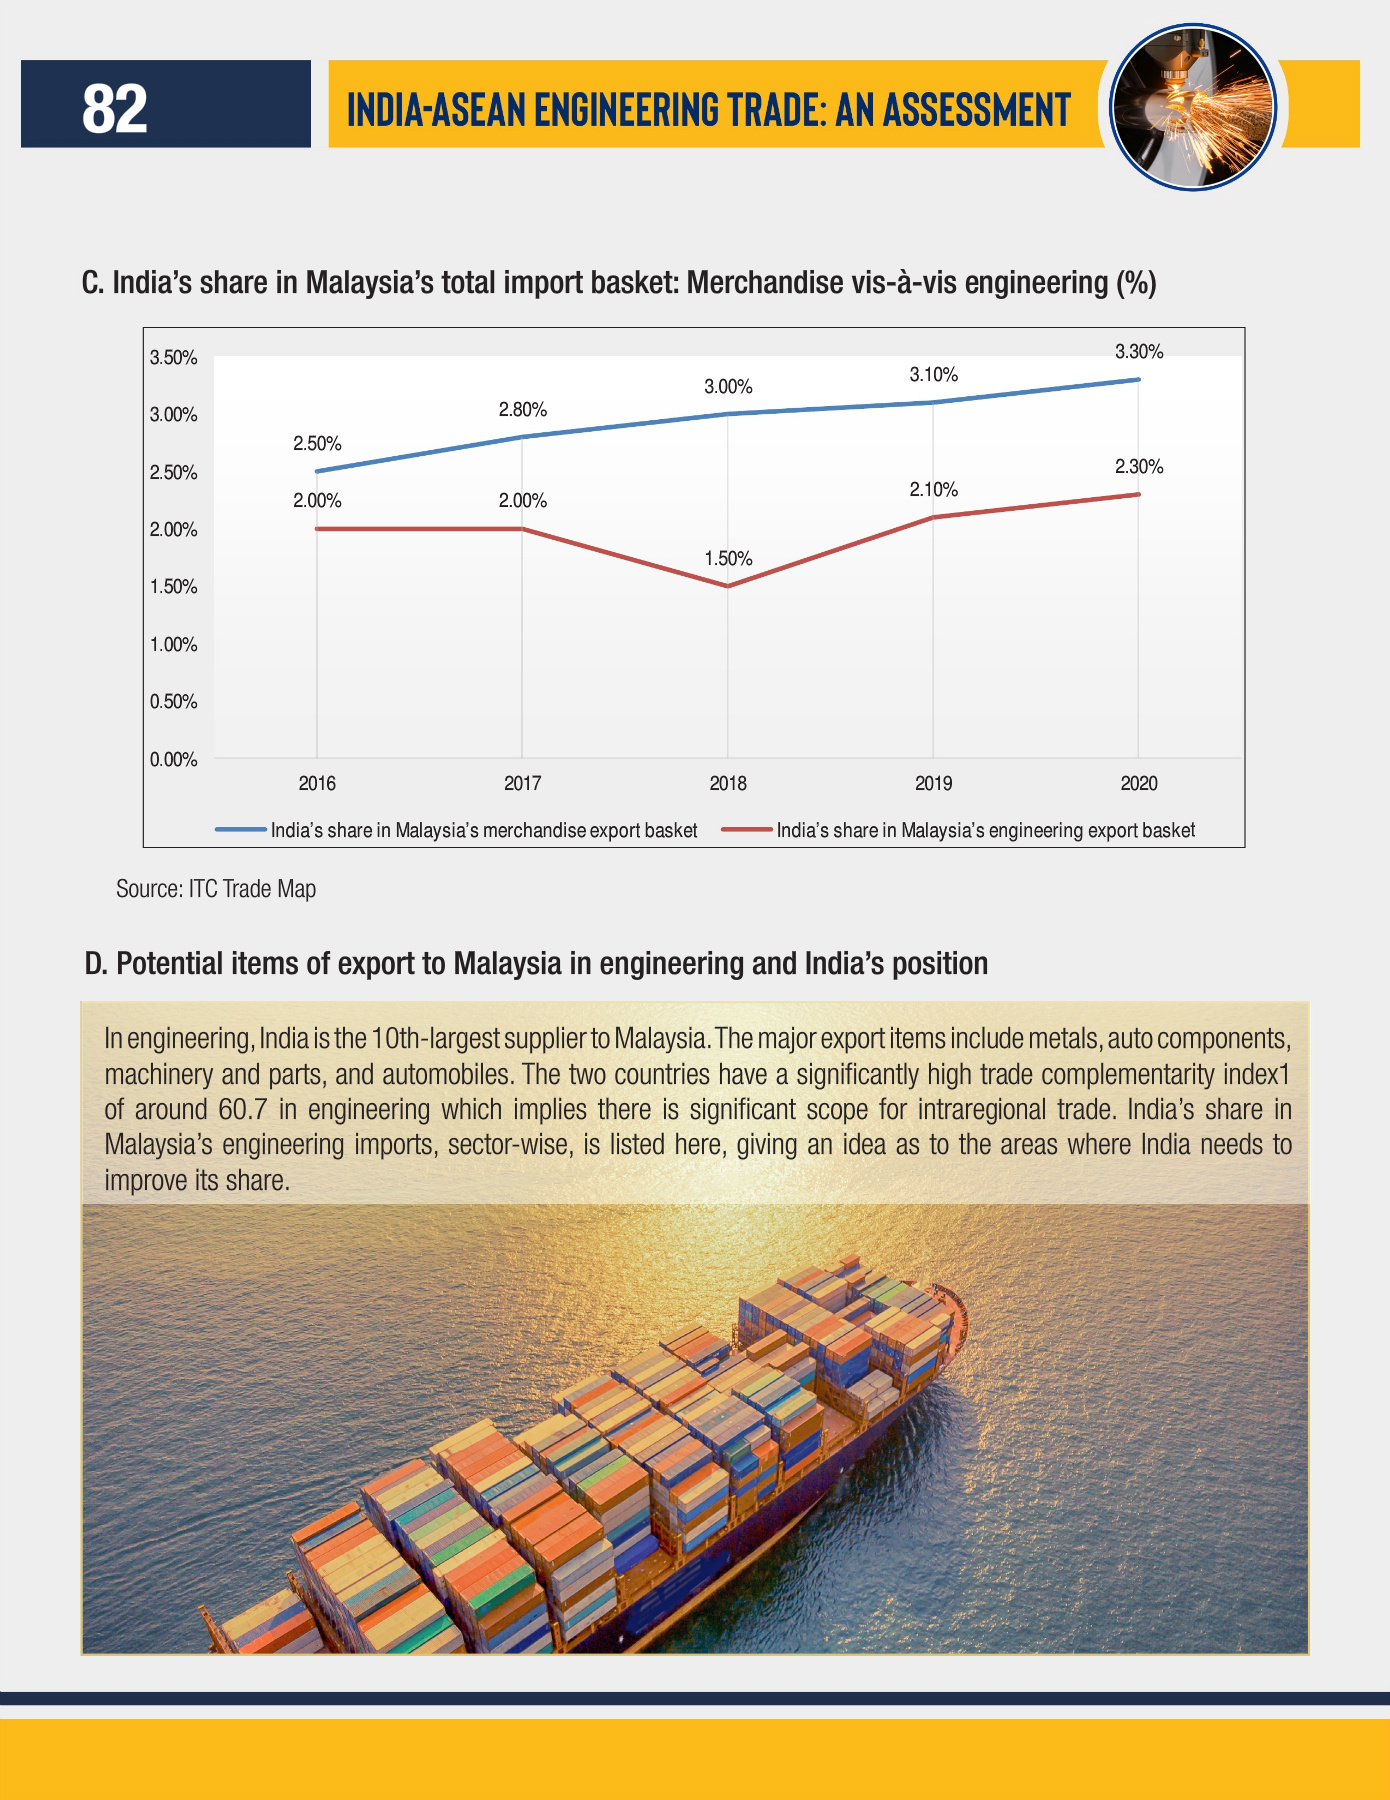 82
INDIA-ASEAN ENGINEERING TRADE: AN ASSESSMENT
C. India’s share in Malaysia’s total import basket: Merchandise vis-à-vis engineering (%)
3.50%
3.00%
2.50%
2.00%
1.50%
1.00%
0.50%
0.00%
2.50%
2.80%
3.00%
3.10%
3.30%
2.00%
2.00%
1.50%
2.10%
2.30%
2016
2017
2018
2019
2020
India’s share in Malaysia’s merchandise export basket
India’s share in Malaysia’s engineering export basket
Source: ITC Trade Map
D. Potential items of export to Malaysia in engineering and India’s position
In engineering, India is the 10th-largest supplier to Malaysia. The major export items include metals, auto components,
machinery and parts, and automobiles. The two countries have a significantly high trade complementarity index1
of around 60.7 in engineering which implies there is significant scope for intraregional trade. India’s share in
Malaysia’s engineering imports, sector-wise, is listed here, giving an idea as to the areas where India needs to
improve its share.